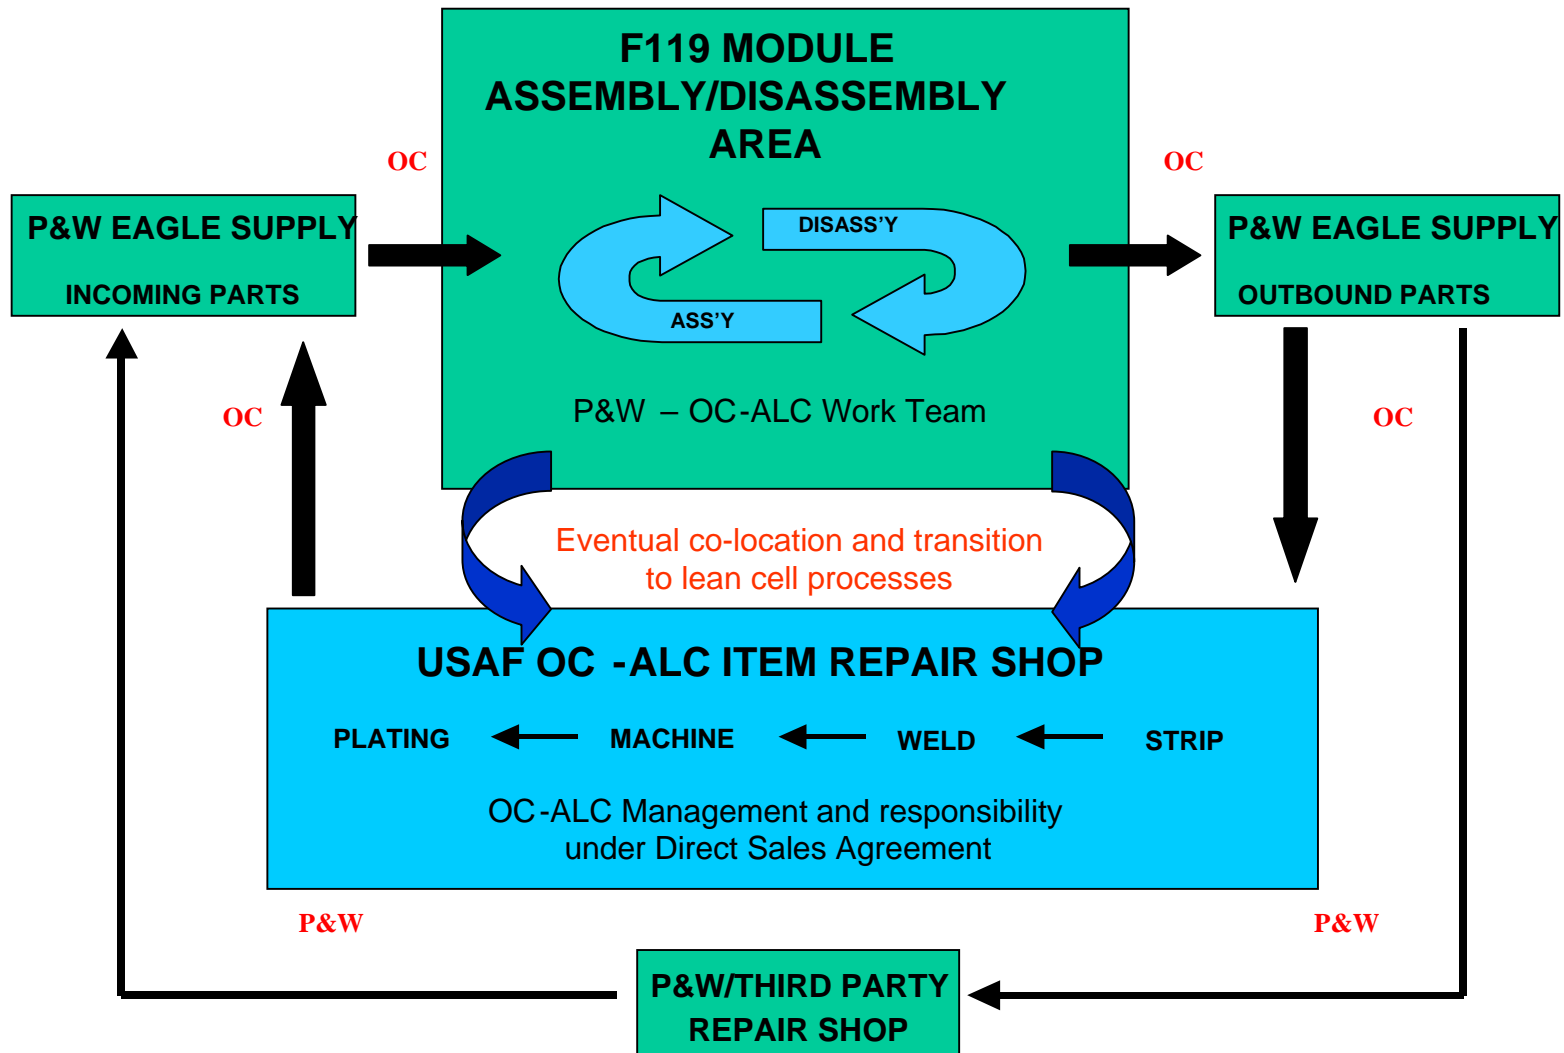 F119 MODULE
ASSEMBLY/DISASSEMBLY
AREA
OC
OC
P&W EAGLE SUPPLY
INCOMING PARTS
DISASS'Y
ASS'Y
P&W EAGLE SUPPLY
OUTBOUND PARTS
P&W – OC-ALC Work Team
OC
OC
Eventual co-location and transition
to lean cell processes
USAF OC -ALC ITEM REPAIR SHOP
PLATING MACHINE WELD STRIP
OC-ALC Management and responsibility
under Direct Sales Agreement
P&W
P&W
P&W/THIRD PARTY
REPAIR SHOP